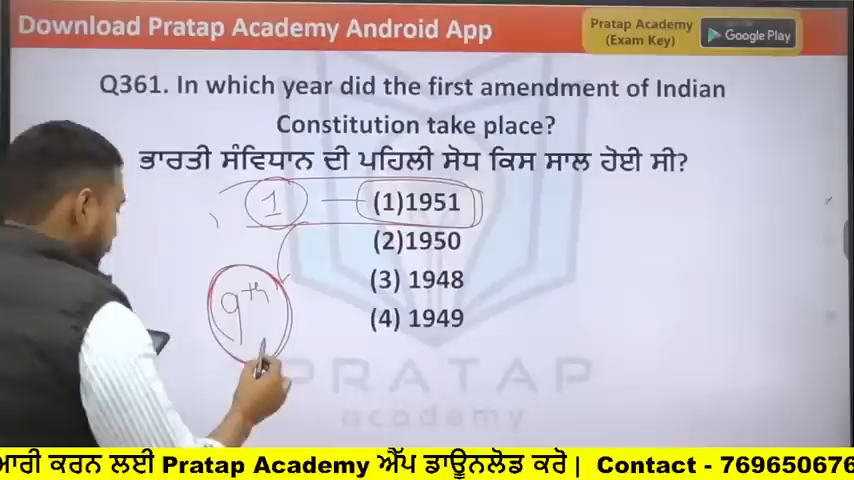 Download Pratap Academy Android App
Pratap Academy
(Exam Key)
Google Play
Q361. In which year did the first amendment of Indian
Constitution take place?
ਭਾਰਤੀ ਸੰਵਿਧਾਨ ਦੀ ਪਹਿਲੀ ਸੋਧ ਕਿਸ ਸਾਲ ਹੋਈ ਸੀ?
1
(1)1951
(2)1950
9th
(3) 1948
(4) 1949
PRATAP
academy
ਆਰੀ ਕਰਨ ਲਈ Pratap Academy ਐਪ ਡਾਊਨਲੋਡ ਕਰੋ | Contact - 769650676